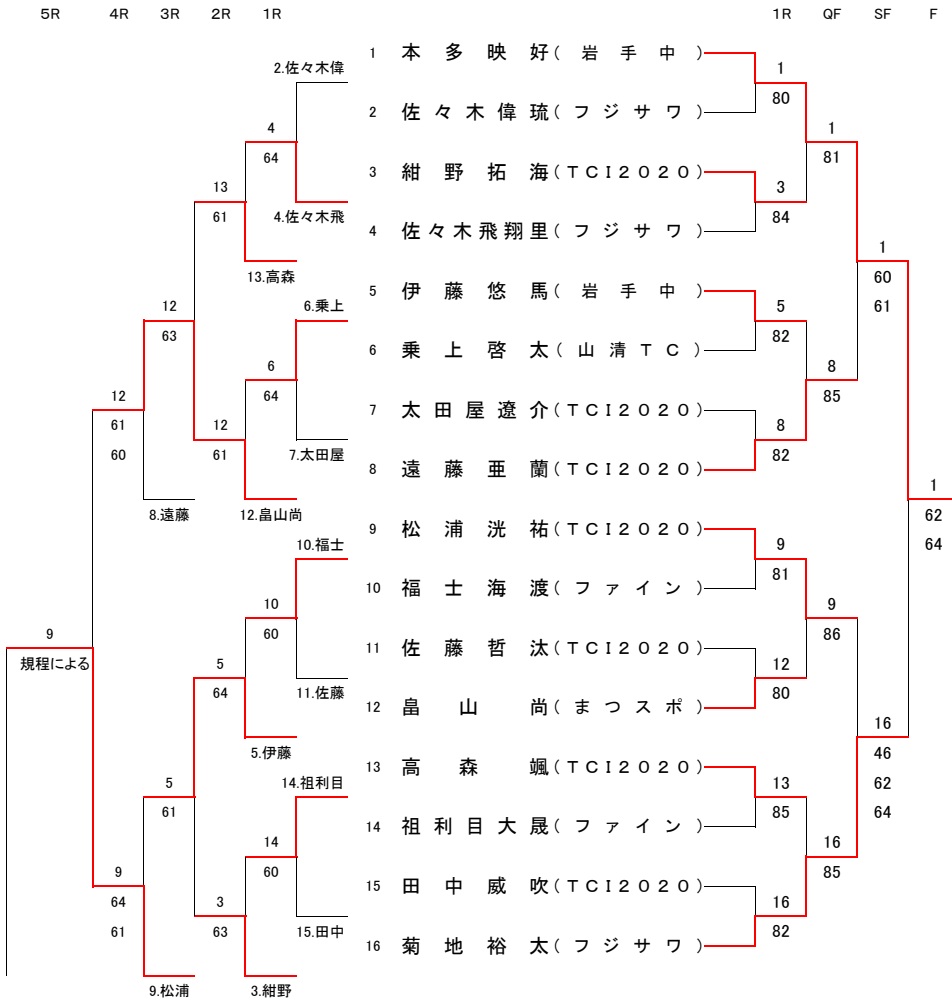 5R 4R 3R 2R 1R 1R QF SF F
1 本多映好(岩手中)
2.佐々木偉 1
80
2 佐々木偉琉(フジサワ)
4 1
64 81
3 紺野拓海(TCI2020)
13 3
61 4.佐々木飛 84
4 佐々木飛翔里(フジサワ)
1
13.高森 60
5 伊藤悠馬(岩手中)
12 6.乗上 5 61
63 82
6 乗上啓太(山清TC)
6 8
64 85
7 太田屋遼介(TCI2020)
12 12 8
61 61 7.太田屋 82
60
8 遠藤亜蘭(TCI2020)
1
8.遠藤 12.畠山尚 62
9 松浦洸祐(TCI2020)
10.福士 9 64
81
10 福士海渡(ファイン)
10 9
60 86
11 佐藤哲汰(TCI2020)
9 5 12
規程による 64 11.佐藤 80
12 畠山尚(まつスポ)
16
5.伊藤 46
13 高森颯(TCI2020)
5 14.祖利目 13 62
61 85 64
14 祖利目大晟(ファイン)
14 16
60 85
15 田中威吹(TCI2020)
9 3 16
64 63 15.田中 82
61
16 菊地裕太(フジサワ)
9.松浦 3.紺野